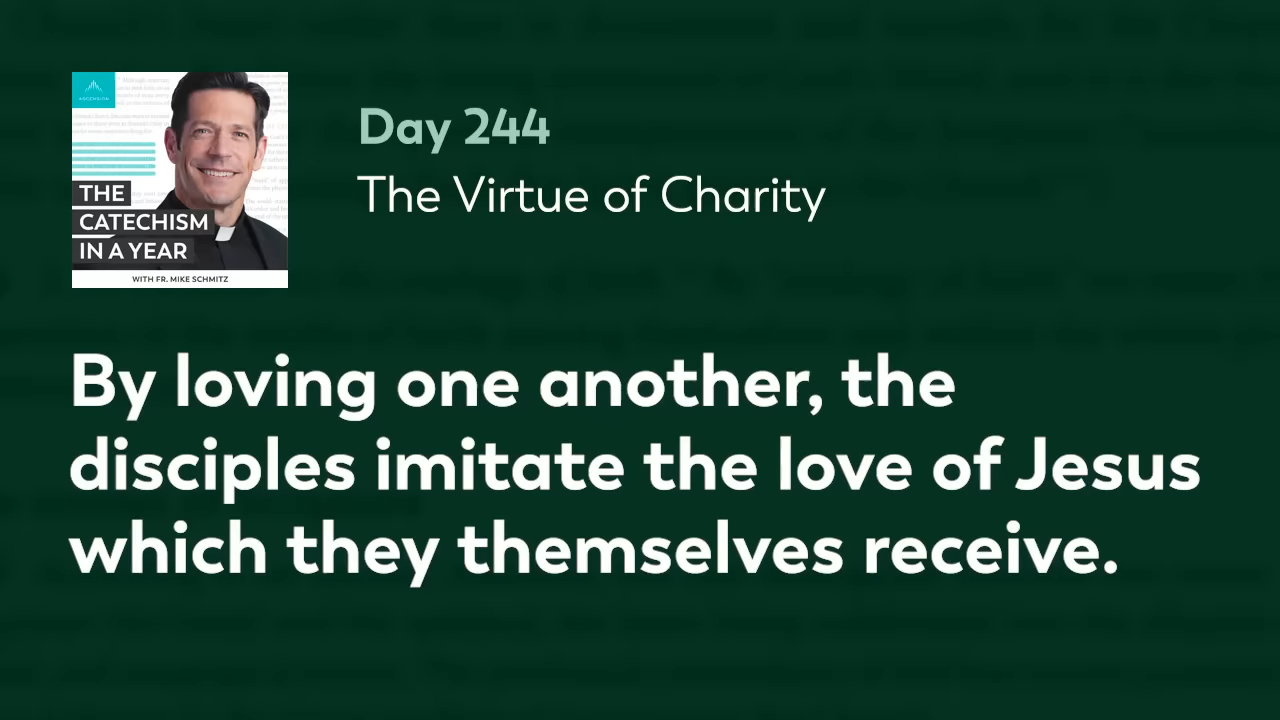 ASCENSION
THE
CATECHISM
IN A YEAR
WITH FR. MIKE SCHMITZ
Day 244
The Virtue of Charity
By loving one another, the
disciples imitate the love of Jesus
which they themselves receive.